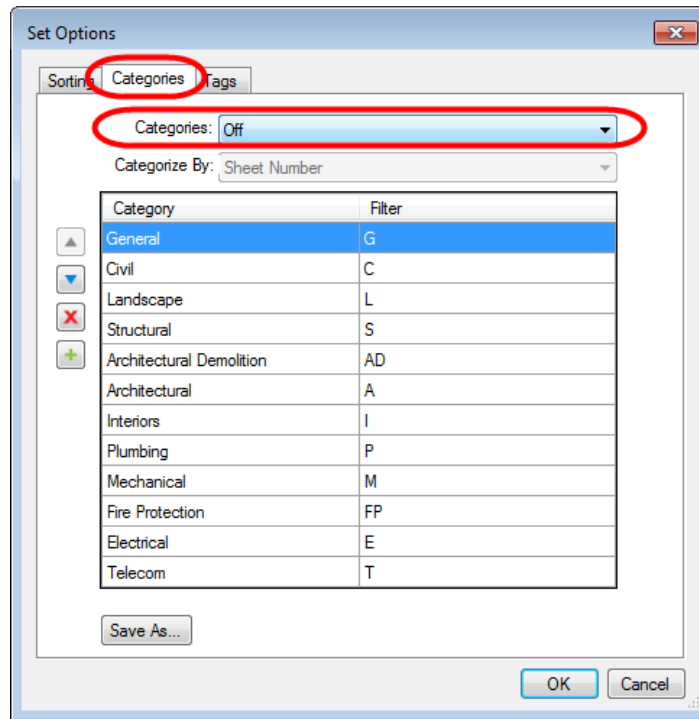 Set Options
Sorting Categories Tags
Categories: Off
Categorize By: Sheet Number
Category Filter
General G
Civil C
Landscape L
Structural S
Architectural Demolition AD
Architectural A
Interiors I
Plumbing P
Mechanical M
Fire Protection FP
Electrical E
Telecom T
Save As...
OK Cancel